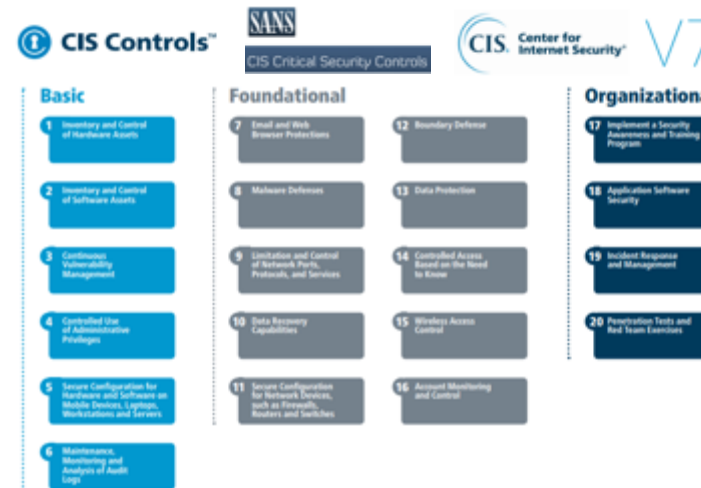 CIS Controls™
SANS
CIS Critical Security Controls
CIS.
Center for
Internet Security®
V7
Basic
1
Inventory and Control
of Hardware Assets
2
Inventory and Control
of Software Assets
3
Continuous
Vulnerability
Management
4
Controlled Use
of Administrative
Privileges
5
Secure Configuration for
Hardware and Software on
Mobile Devices, Laptops,
Workstations and Servers
6
Maintenance,
Monitoring and
Analysis of Audit
Logs
Foundational
7
Email and Web
Browser Protections
8
Malware Defenses
9
Limitation and Control
of Network Ports,
Protocols, and Services
10
Data Recovery
Capabilities
11
Secure Configuration
for Network Devices,
such as Firewalls,
Routers and Switches
12
Boundary Defense
13
Data Protection
14
Controlled Access
Based on the Need
to Know
15
Wireless Access
Control
16
Account Monitoring
and Control
Organizationa
17
Implement a Security
Awareness and Training
Program
18
Application Software
Security
19
Incident Response
and Management
20
Penetration Tests and
Red Team Exercises